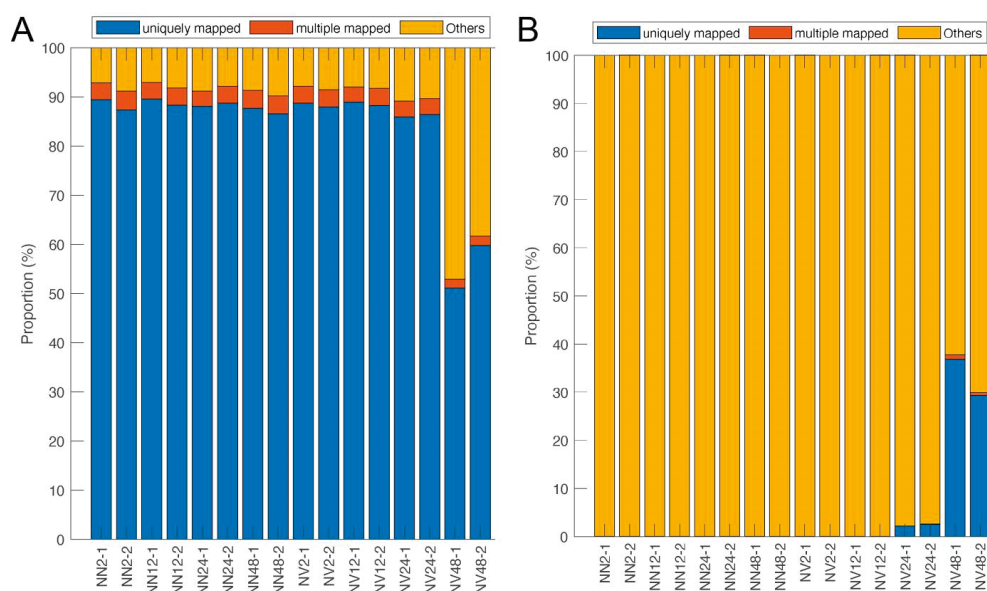 A
uniquely mapped multiple mapped Others
Proportion (%)
100
90
80
70
60
50
40
30
20
10
0
NN2-1 NN2-2 NN12-1 NN12-2 NN24-1 NN24-2 NN48-1 NN48-2 NV2-1 NV2-2 NV12-1 NV12-2 NV24-1 NV24-2 NV48-1 NV48-2
B
uniquely mapped multiple mapped Others
Proportion (%)
100
90
80
70
60
50
40
30
20
10
0
NN2-1 NN2-2 NN12-1 NN12-2 NN24-1 NN24-2 NN48-1 NN48-2 NV2-1 NV2-2 NV12-1 NV12-2 NV24-1 NV24-2 NV48-1 NV48-2